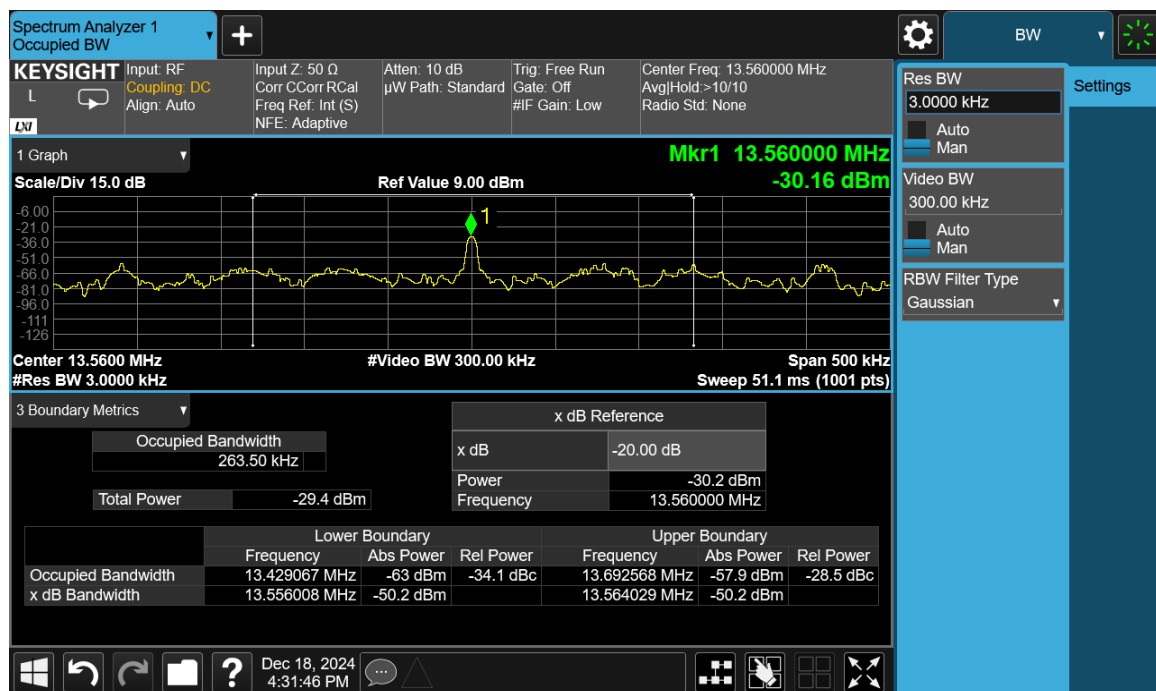 Spectrum Analyzer 1
Occupied BW
+
BW
KEYSIGHT
L
LXI
Input: RF
Coupling: DC
Align: Auto
Input Z: 50 Ω
Corr CCorr RCal
Freq Ref: Int (S)
NFE: Adaptive
Atten: 10 dB
µW Path: Standard
Trig: Free Run
Gate: Off
#IF Gain: Low
Center Freq: 13.560000 MHz
Avg|Hold:>10/10
Radio Std: None
1 Graph
Mkr1 13.560000 MHz
-30.16 dBm
Scale/Div 15.0 dB
Ref Value 9.00 dBm
1
-6.00
-21.0
-36.0
-51.0
-66.0
-81.0
-96.0
-111
-126
Center 13.5600 MHz
#Video BW 300.00 kHz
Span 500 kHz
#Res BW 3.0000 kHz
Sweep 51.1 ms (1001 pts)
3 Boundary Metrics
Occupied Bandwidth
263.50 kHz
Total Power -29.4 dBm
x dB Reference
x dB -20.00 dB
Power -30.2 dBm
Frequency 13.560000 MHz
Lower Boundary Upper Boundary
Frequency Abs Power Rel Power Frequency Abs Power Rel Power
Occupied Bandwidth 13.429067 MHz -63 dBm -34.1 dBc 13.692568 MHz -57.9 dBm -28.5 dBc
x dB Bandwidth 13.556008 MHz -50.2 dBm 13.564029 MHz -50.2 dBm
Res BW
3.0000 kHz
Auto
Man
Video BW
300.00 kHz
Auto
Man
RBW Filter Type
Gaussian
Settings
?
Dec 18, 2024
4:31:46 PM